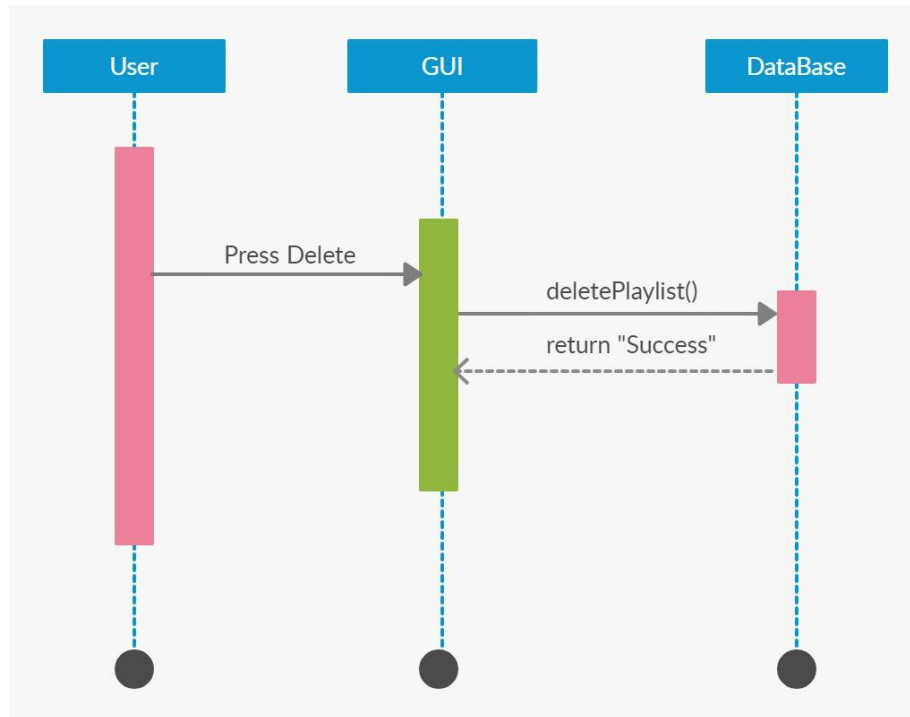 User
GUI
DataBase
Press Delete
deletePlaylist()
return "Success"